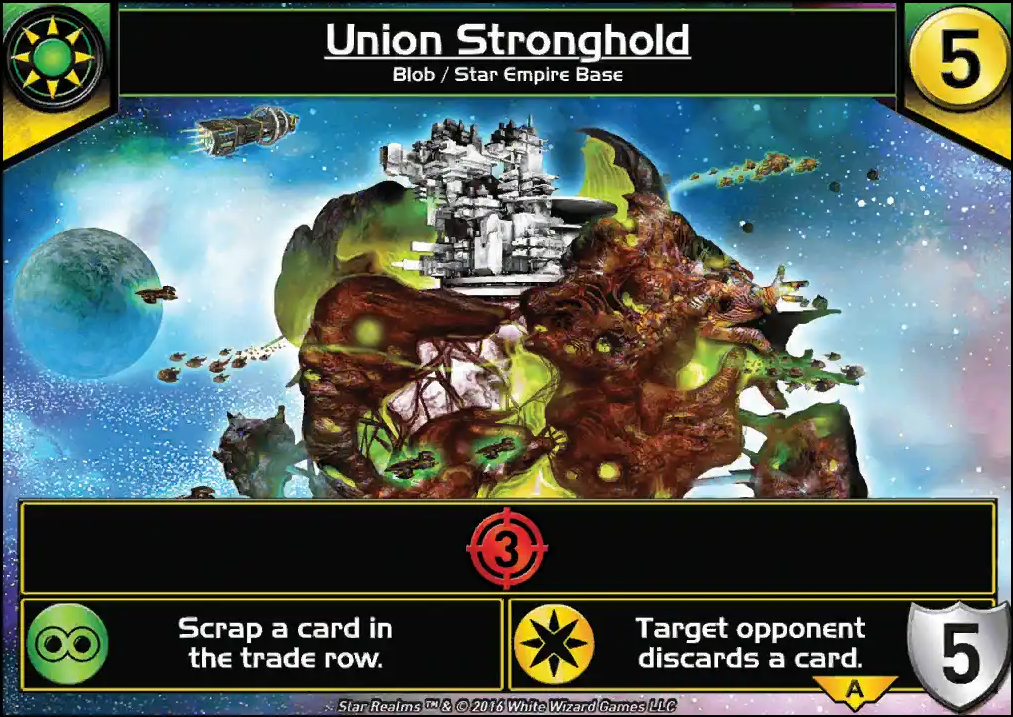 Union Stronghold
5
Blob / Star Empire Base
3
Scrap a card in
the trade row.
Target opponent
discards a card.
5
A
Star Realms ™ & © 2016 White Wizard Games LLC